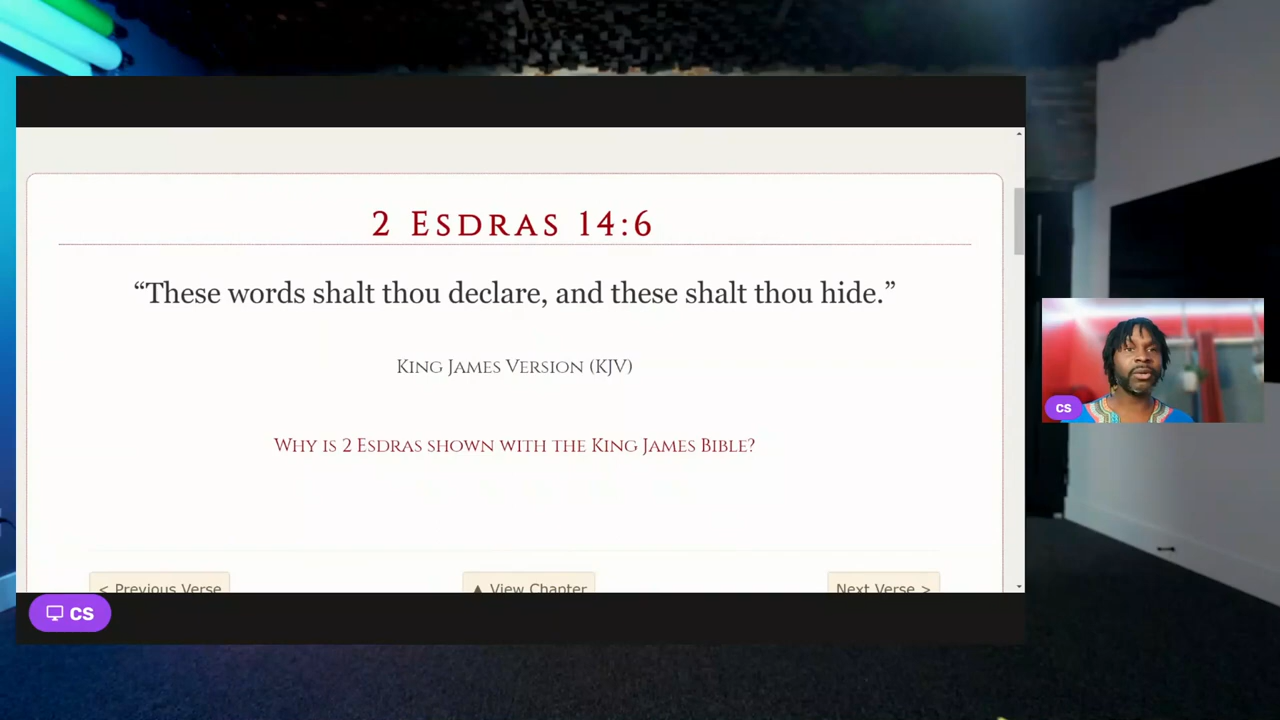 2 Esdras 14:6
“These words shalt thou declare, and these shalt thou hide.”
King James Version (KJV)
Why is 2 Esdras shown with the King James Bible?
< Previous Verse
▲ View Chapter
Next Verse >
CS
CS